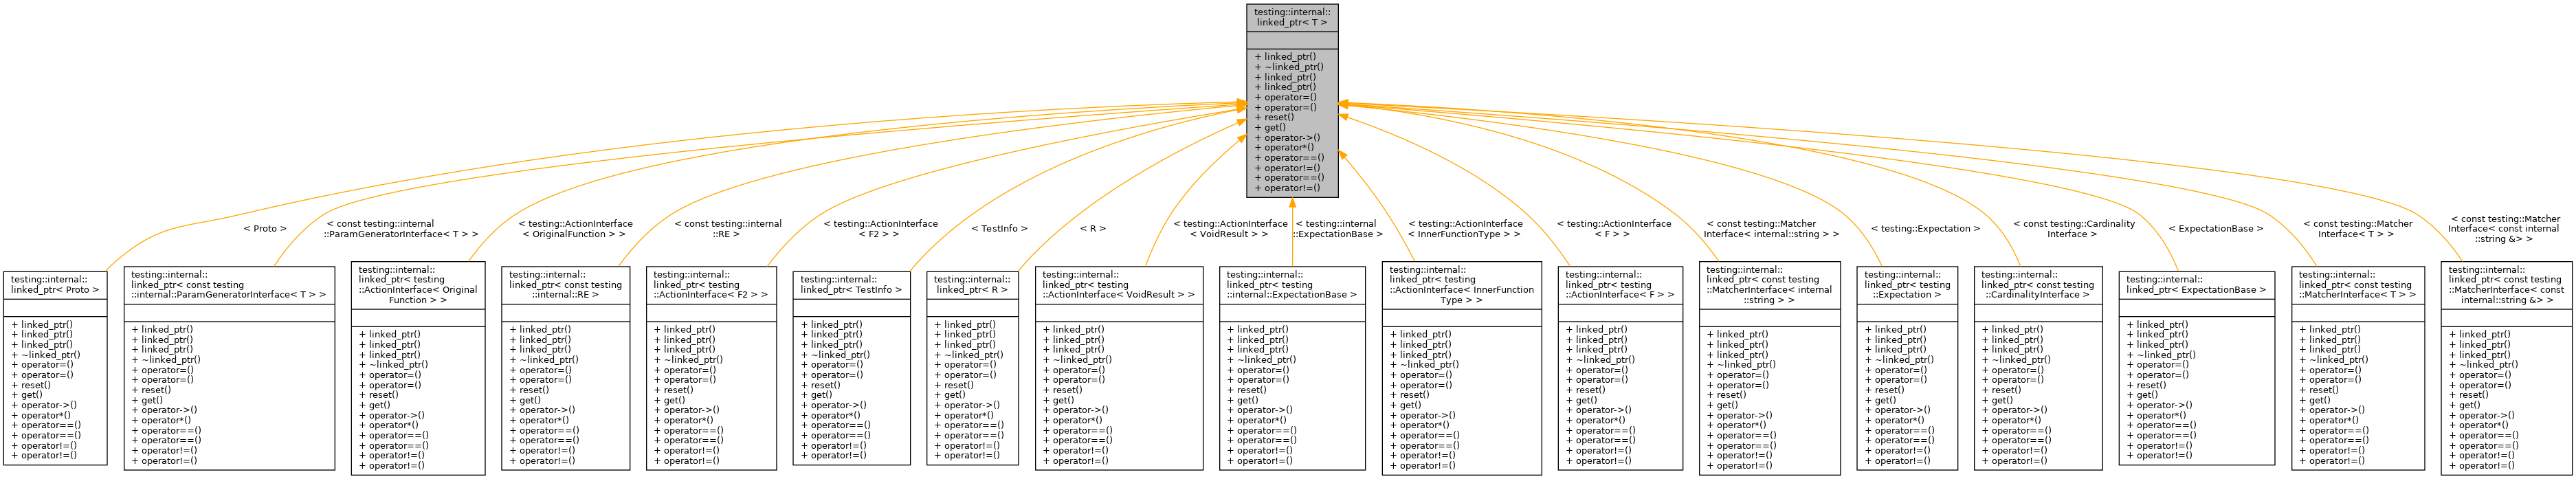 testing::internal::
linked_ptr< T >
+ linked_ptr()
+ ~linked_ptr()
+ linked_ptr()
+ linked_ptr()
+ operator=()
+ operator=()
+ reset()
+ get()
+ operator->()
+ operator*()
+ operator==()
+ operator!=()
+ operator==()
+ operator!=()
< Proto >
< const testing::internal
::ParamGeneratorInterface< T > >
< testing::ActionInterface
< OriginalFunction > >
< const testing::internal
::RE >
< testing::ActionInterface
< F2 > >
< TestInfo >
< R >
< testing::ActionInterface
< VoidResult > >
< testing::internal
::ExpectationBase >
< testing::ActionInterface
< InnerFunctionType > >
< testing::ActionInterface
< F > >
< const testing::Matcher
Interface< internal::string > >
< testing::Expectation >
< const testing::Cardinality
Interface >
< ExpectationBase >
< const testing::Matcher
Interface< T > >
< const testing::Matcher
Interface< const internal
::string &> >
testing::internal::
linked_ptr< Proto >
+ linked_ptr()
+ linked_ptr()
+ linked_ptr()
+ ~linked_ptr()
+ operator=()
+ operator=()
+ reset()
+ get()
+ operator->()
+ operator*()
+ operator==()
+ operator==()
+ operator!=()
+ operator!=()
testing::internal::
linked_ptr< const testing
::internal::ParamGeneratorInterface< T > >
+ linked_ptr()
+ linked_ptr()
+ linked_ptr()
+ ~linked_ptr()
+ operator=()
+ operator=()
+ reset()
+ get()
+ operator->()
+ operator*()
+ operator==()
+ operator==()
+ operator!=()
+ operator!=()
testing::internal::
linked_ptr< testing
::ActionInterface< Original
Function > >
+ linked_ptr()
+ linked_ptr()
+ linked_ptr()
+ ~linked_ptr()
+ operator=()
+ operator=()
+ reset()
+ get()
+ operator->()
+ operator*()
+ operator==()
+ operator==()
+ operator!=()
+ operator!=()
testing::internal::
linked_ptr< const testing
::internal::RE >
+ linked_ptr()
+ linked_ptr()
+ linked_ptr()
+ ~linked_ptr()
+ operator=()
+ operator=()
+ reset()
+ get()
+ operator->()
+ operator*()
+ operator==()
+ operator==()
+ operator!=()
+ operator!=()
testing::internal::
linked_ptr< testing
::ActionInterface< F2 > >
+ linked_ptr()
+ linked_ptr()
+ linked_ptr()
+ ~linked_ptr()
+ operator=()
+ operator=()
+ reset()
+ get()
+ operator->()
+ operator*()
+ operator==()
+ operator==()
+ operator!=()
+ operator!=()
testing::internal::
linked_ptr< TestInfo >
+ linked_ptr()
+ linked_ptr()
+ linked_ptr()
+ ~linked_ptr()
+ operator=()
+ operator=()
+ reset()
+ get()
+ operator->()
+ operator*()
+ operator==()
+ operator==()
+ operator!=()
+ operator!=()
testing::internal::
linked_ptr< R >
+ linked_ptr()
+ linked_ptr()
+ linked_ptr()
+ ~linked_ptr()
+ operator=()
+ operator=()
+ reset()
+ get()
+ operator->()
+ operator*()
+ operator==()
+ operator==()
+ operator!=()
+ operator!=()
testing::internal::
linked_ptr< testing
::ActionInterface< VoidResult > >
+ linked_ptr()
+ linked_ptr()
+ linked_ptr()
+ ~linked_ptr()
+ operator=()
+ operator=()
+ reset()
+ get()
+ operator->()
+ operator*()
+ operator==()
+ operator==()
+ operator!=()
+ operator!=()
testing::internal::
linked_ptr< testing
::internal::ExpectationBase >
+ linked_ptr()
+ linked_ptr()
+ linked_ptr()
+ ~linked_ptr()
+ operator=()
+ operator=()
+ reset()
+ get()
+ operator->()
+ operator*()
+ operator==()
+ operator==()
+ operator!=()
+ operator!=()
testing::internal::
linked_ptr< testing
::ActionInterface< InnerFunction
Type > >
+ linked_ptr()
+ linked_ptr()
+ linked_ptr()
+ ~linked_ptr()
+ operator=()
+ operator=()
+ reset()
+ get()
+ operator->()
+ operator*()
+ operator==()
+ operator==()
+ operator!=()
+ operator!=()
testing::internal::
linked_ptr< testing
::ActionInterface< F > >
+ linked_ptr()
+ linked_ptr()
+ linked_ptr()
+ ~linked_ptr()
+ operator=()
+ operator=()
+ reset()
+ get()
+ operator->()
+ operator*()
+ operator==()
+ operator==()
+ operator!=()
+ operator!=()
testing::internal::
linked_ptr< const testing
::MatcherInterface< internal
::string > >
+ linked_ptr()
+ linked_ptr()
+ linked_ptr()
+ ~linked_ptr()
+ operator=()
+ operator=()
+ reset()
+ get()
+ operator->()
+ operator*()
+ operator==()
+ operator==()
+ operator!=()
+ operator!=()
testing::internal::
linked_ptr< testing
::Expectation >
+ linked_ptr()
+ linked_ptr()
+ linked_ptr()
+ ~linked_ptr()
+ operator=()
+ operator=()
+ reset()
+ get()
+ operator->()
+ operator*()
+ operator==()
+ operator==()
+ operator!=()
+ operator!=()
testing::internal::
linked_ptr< const testing
::CardinalityInterface >
+ linked_ptr()
+ linked_ptr()
+ linked_ptr()
+ ~linked_ptr()
+ operator=()
+ operator=()
+ reset()
+ get()
+ operator->()
+ operator*()
+ operator==()
+ operator==()
+ operator!=()
+ operator!=()
testing::internal::
linked_ptr< ExpectationBase >
+ linked_ptr()
+ linked_ptr()
+ linked_ptr()
+ ~linked_ptr()
+ operator=()
+ operator=()
+ reset()
+ get()
+ operator->()
+ operator*()
+ operator==()
+ operator==()
+ operator!=()
+ operator!=()
testing::internal::
linked_ptr< const testing
::MatcherInterface< T > >
+ linked_ptr()
+ linked_ptr()
+ linked_ptr()
+ ~linked_ptr()
+ operator=()
+ operator=()
+ reset()
+ get()
+ operator->()
+ operator*()
+ operator==()
+ operator==()
+ operator!=()
+ operator!=()
testing::internal::
linked_ptr< const testing
::MatcherInterface< const
internal::string &> >
+ linked_ptr()
+ linked_ptr()
+ linked_ptr()
+ ~linked_ptr()
+ operator=()
+ operator=()
+ reset()
+ get()
+ operator->()
+ operator*()
+ operator==()
+ operator==()
+ operator!=()
+ operator!=()